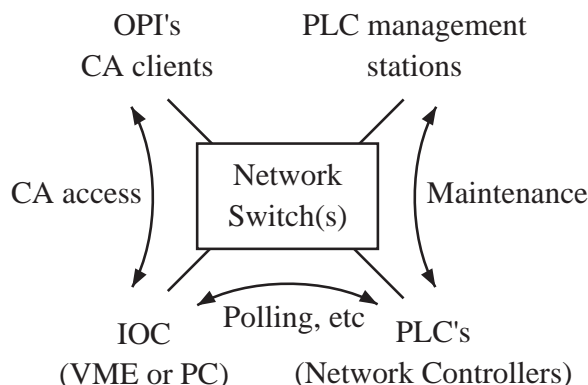 OPI's
CA clients
PLC management
stations
CA access
Network
Switch(s)
Maintenance
Polling, etc
IOC
(VME or PC)
PLC's
(Network Controllers)